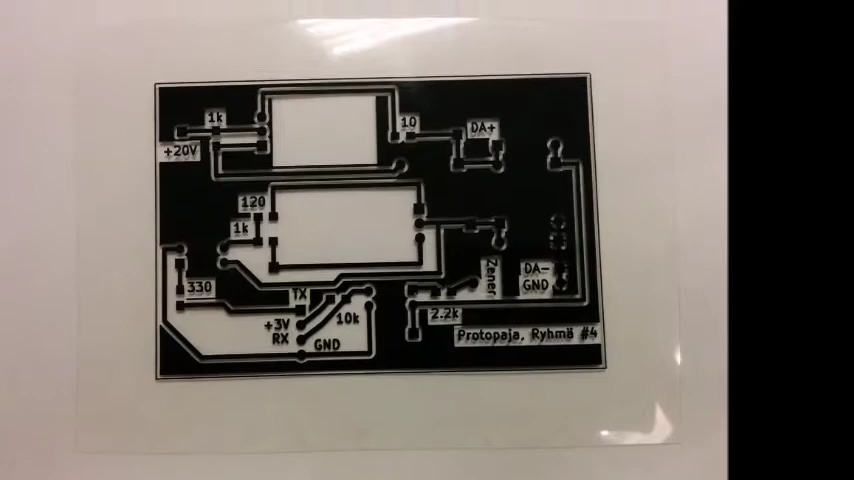 1k
10
DA+
+20V
120
1k
Zener
DA-
GND
330
TX
2.2k
10k
+3V
RX
GND
Protopaja, Ryhmä #4